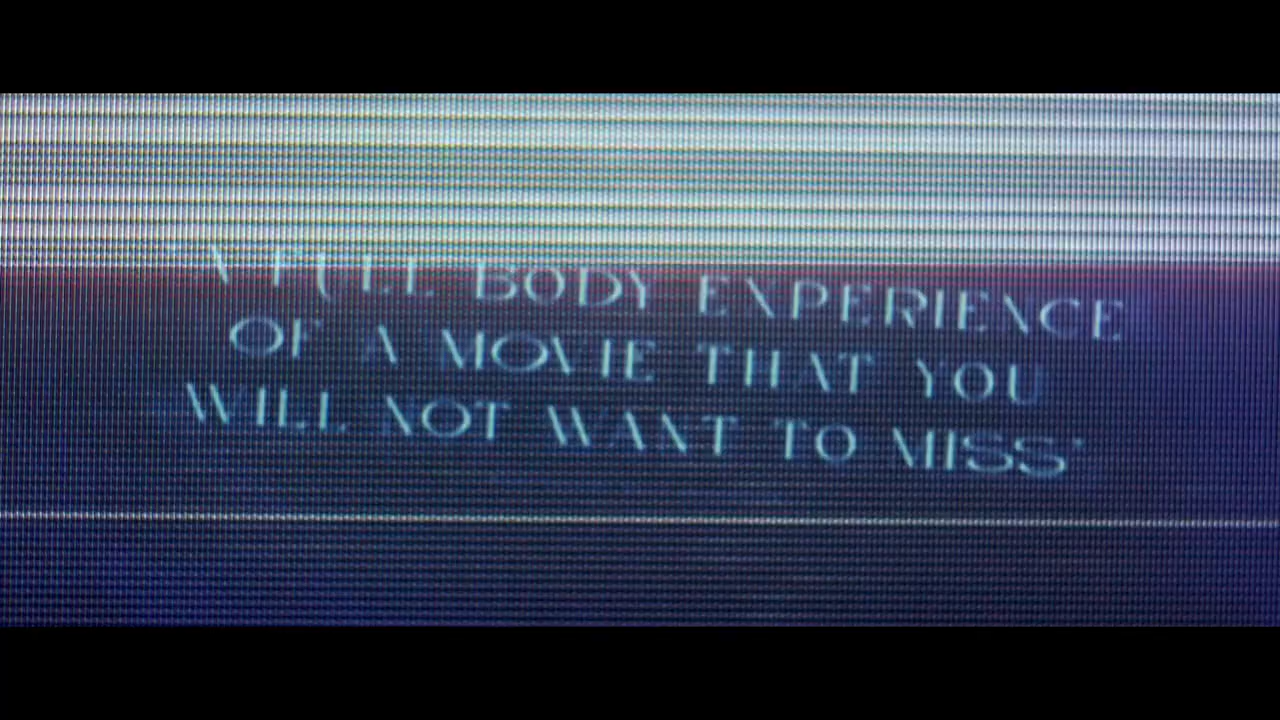 A FULL BODY EXPERIENCE
OF A MOVIE THAT YOU
WILL NOT WANT TO MISS'